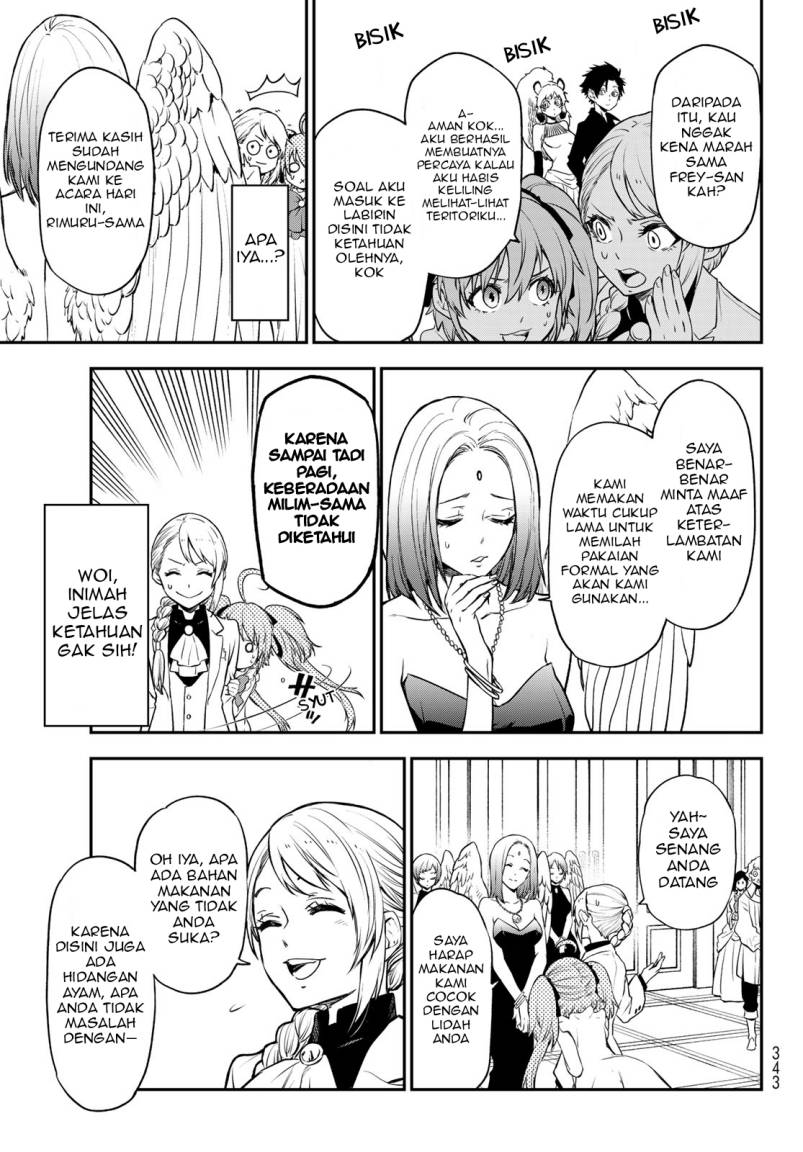 BISIK
BISIK
BISIK
DARIPADA
ITU, KAU
NGGAK
KENA MARAH
SAMA
FREY-SAN
KAH?
A-
AMAN KOK...
AKU BERHASIL
MEMBUATNYA
PERCAYA KALAU
AKU HABIS
KELILING
MELIHAT-LIHAT
TERITORIKU...
SOAL AKU
MASUK KE
LABIRIN
DISINI TIDAK
KETAHUAN
OLEHNYA,
KOK
APA
IYA...?
TERIMA KASIH
SUDAH
MENGUNDANG
KAMI KE
ACARA HARI
INI,
RIMURU-SAMA
SAYA
BENAR-
BENAR
MINTA MAAF
ATAS
KETER-
LAMBATAN
KAMI
KAMI
MEMAKAN
WAKTU CUKUP
LAMA UNTUK
MEMILAH
PAKAIAN
FORMAL YANG
AKAN KAMI
GUNAKAN...
KARENA
SAMPAI TADI
PAGI,
KEBERADAAN
MILIM-SAMA
TIDAK
DIKETAHUI
SYUT
WOI,
INIMAH
JELAS
KETAHUAN
GAK SIH!
YAH~
SAYA
SENANG
ANDA
DATANG
SAYA
HARAP
MAKANAN
KAMI
COCOK
DENGAN
LIDAH
ANDA
OH IYA, APA
ADA BAHAN
MAKANAN
YANG TIDAK
ANDA
SUKA?
KARENA
DISINI JUGA
ADA
HIDANGAN
AYAM, APA
ANDA TIDAK
MASALAH
DENGAN—
343